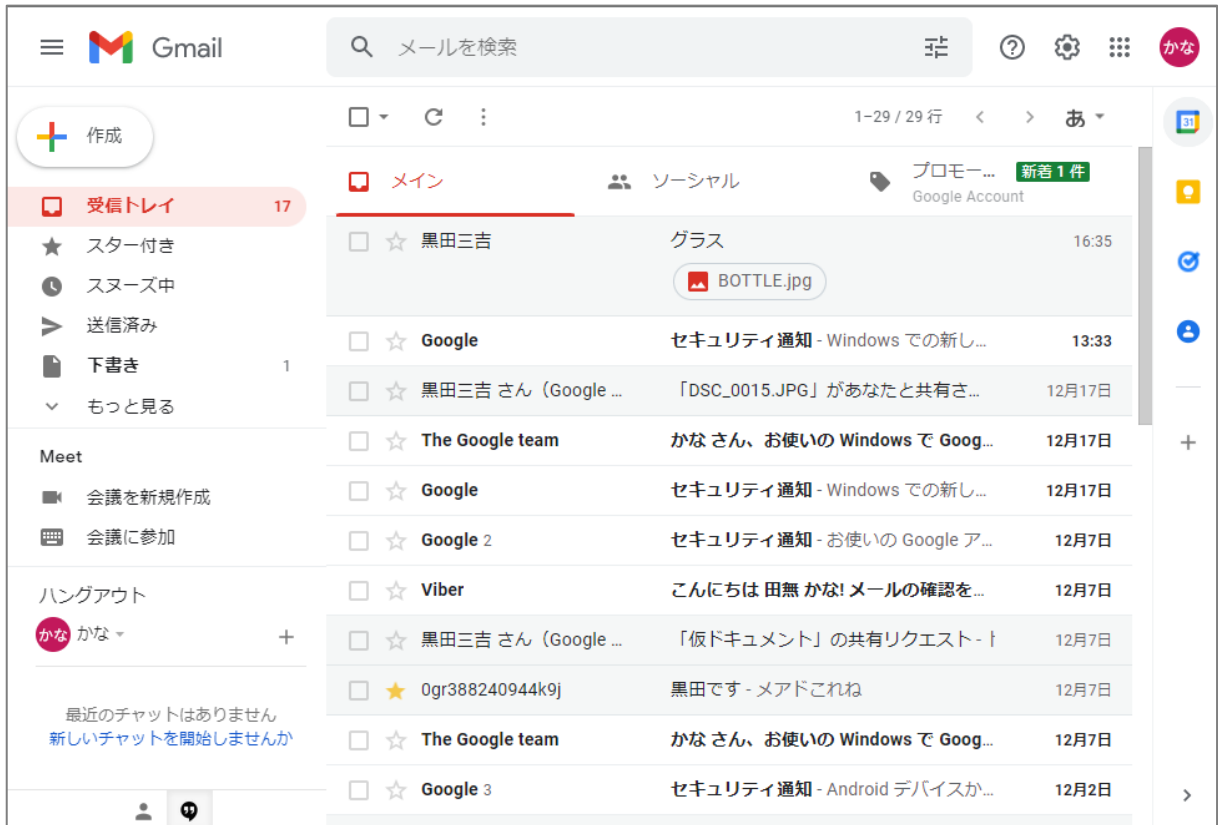 Gmail
メールを検索
かな
作成
1–29 / 29 行
あ
31
メイン
ソーシャル
プロモー...
新着 1 件
Google Account
受信トレイ 17
スター付き
スヌーズ中
送信済み
下書き 1
もっと見る
Meet
会議を新規作成
会議に参加
ハングアウト
かな かな
最近のチャットはありません
新しいチャットを開始しませんか
黒田三吉 グラス 16:35
BOTTLE.jpg
Google セキュリティ通知 - Windows での新し... 13:33
黒田三吉 さん（Google ... 「DSC_0015.JPG」があなたと共有さ... 12月17日
The Google team かな さん、お使いの Windows で Goog... 12月17日
Google セキュリティ通知 - Windows での新し... 12月17日
Google 2 セキュリティ通知 - お使いの Google ア... 12月7日
Viber こんにちは 田無 かな! メールの確認を... 12月7日
黒田三吉 さん（Google ... 「仮ドキュメント」の共有リクエスト - 12月7日
0gr388240944k9j 黒田です - メアドこれね 12月7日
The Google team かな さん、お使いの Windows で Goog... 12月7日
Google 3 セキュリティ通知 - Android デバイスか... 12月2日